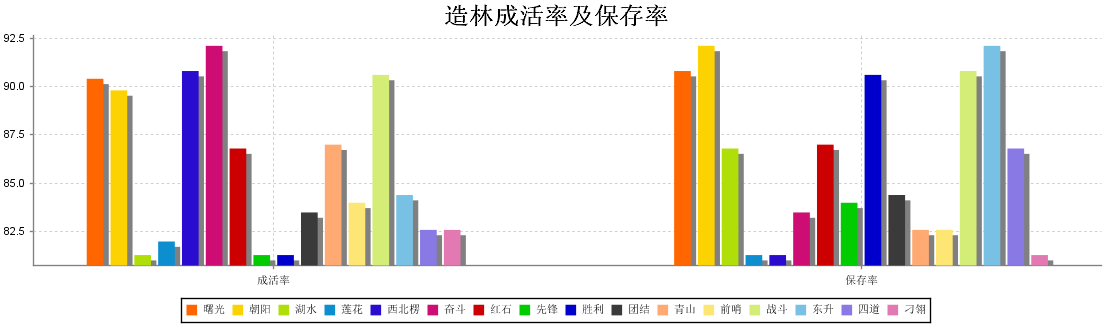 造林成活率及保存率
92.5
90.0
87.5
85.0
82.5
成活率 保存率
曙光 朝阳 湖水 莲花 西北楞 奋斗 红石 先锋 胜利 团结 青山 前哨 战斗 东升 四道 刁翎